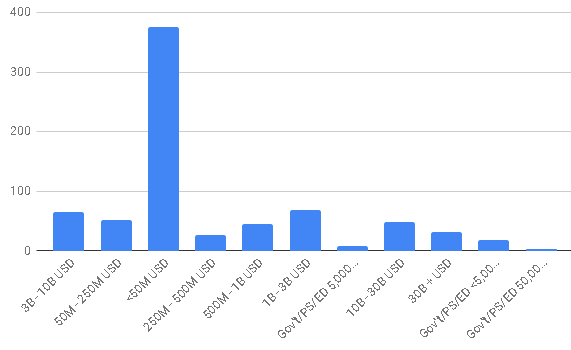 400
300
200
100
0
3B - 10B USD
50M - 250M USD
<50M USD
250M - 500M USD
500M - 1B USD
1B - 3B USD
Gov't/PS/ED 5,000...
10B - 30B USD
30B + USD
Gov't/PS/ED <5,00...
Gov't/PS/ED 50,00...